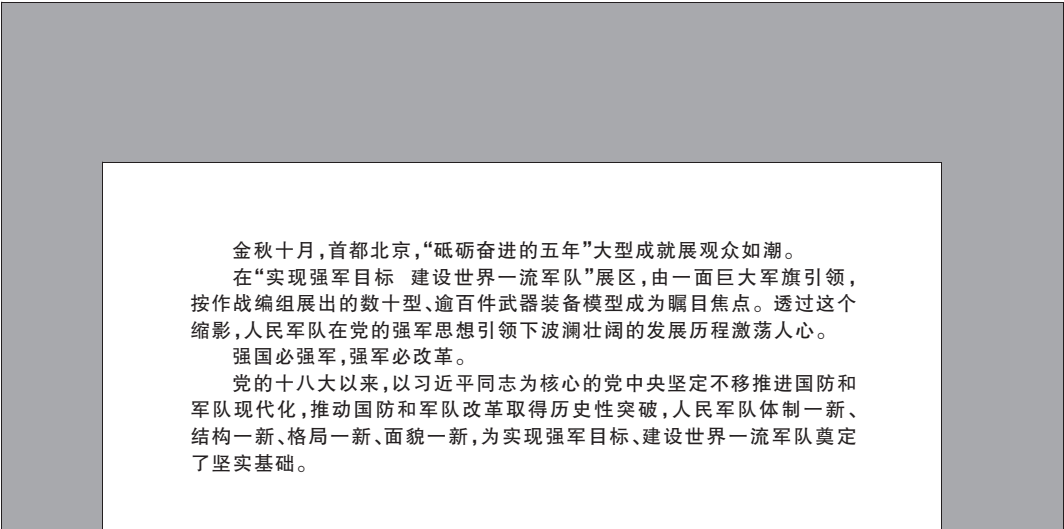 金秋十月,首都北京,“砥砺奋进的五年”大型成就展观众如潮。
在“实现强军目标 建设世界一流军队”展区,由一面巨大军旗引领,
按作战编组展出的数十型、逾百件武器装备模型成为瞩目焦点。透过这个
缩影,人民军队在党的强军思想引领下波澜壮阔的发展历程激荡人心。
强国必强军,强军必改革。
党的十八大以来,以习近平同志为核心的党中央坚定不移推进国防和
军队现代化,推动国防和军队改革取得历史性突破,人民军队体制一新、
结构一新、格局一新、面貌一新,为实现强军目标、建设世界一流军队奠定
了坚实基础。